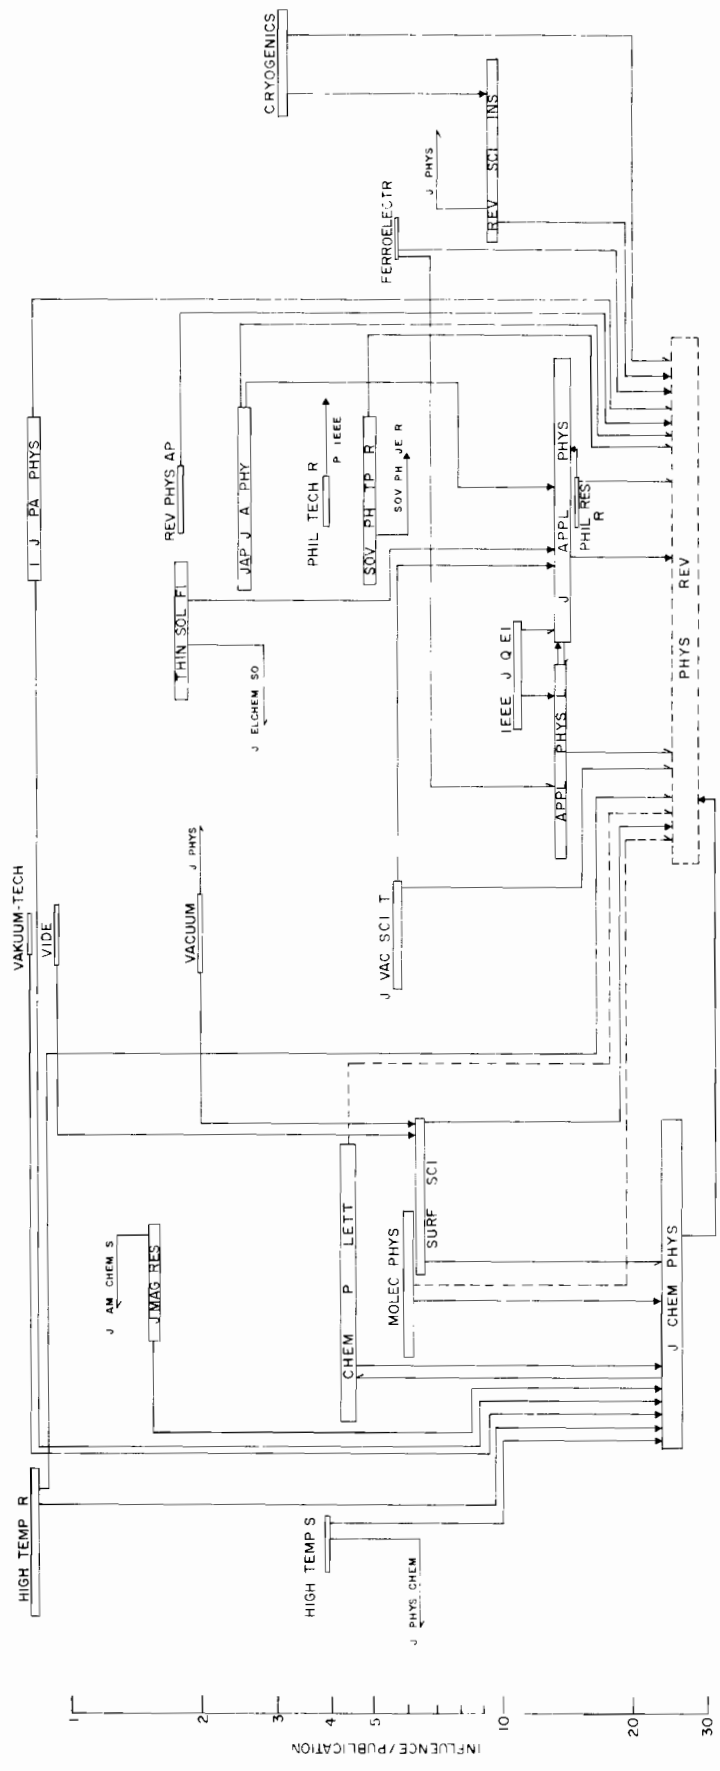 CRYOGENICS
REV SCI INS
J PHYS
FERROELECTR
I J PA PHYS
REV PHYS AP
JAP J A PHY
PHIL TECH R
P IEEE
SOV PH TP R
SOV PH JE R
J APPL PHYS
PHIL RES
R
THIN SOL FI
J ELCHEM SO
IEEE J Q EI
APPL PHYS L
PHYS REV
VAKUUM-TECH
VIDE
VACUUM
J PHYS
J VAC SCI T
J AM CHEM S
J MAG RES
CHEM P LETT
MOLEC PHYS
SURF SCI
J CHEM PHYS
HIGH TEMP R
HIGH TEMP S
J PHYS CHEM
1
2
3
4
5
10
20
30
INFLUENCE/PUBLICATION